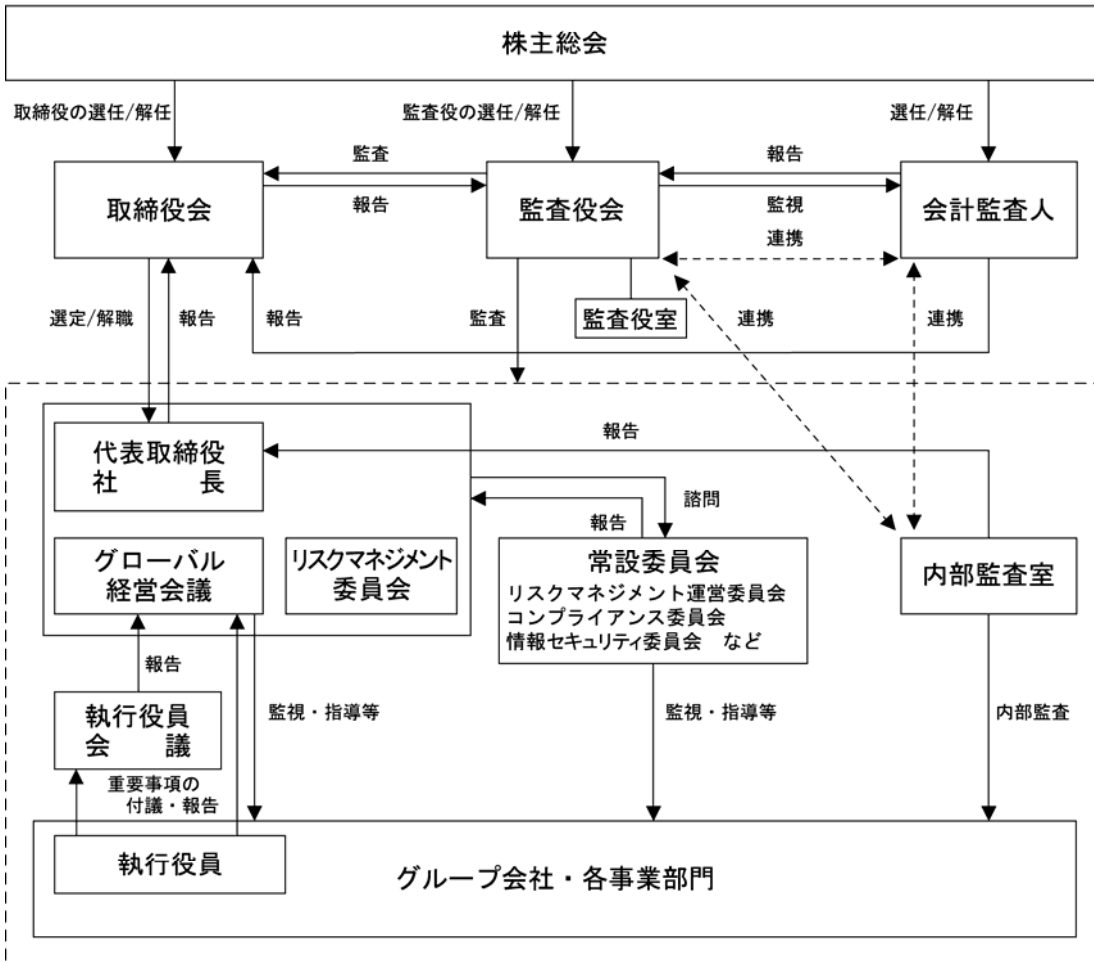 株主総会
取締役の選任/解任
監査役の選任/解任
選任/解任
監査
報告
取締役会
報告
監査役会
監視
会計監査人
連携
選定/解職
報告
報告
監査
監査役室
連携
連携
代表取締役
社長
報告
諮問
報告
グローバル
経営会議
リスクマネジメント
委員会
常設委員会
リスクマネジメント運営委員会
コンプライアンス委員会
情報セキュリティ委員会 など
内部監査室
報告
執行役員
会議
監視・指導等
監視・指導等
内部監査
重要事項の
付議・報告
執行役員
グループ会社・各事業部門